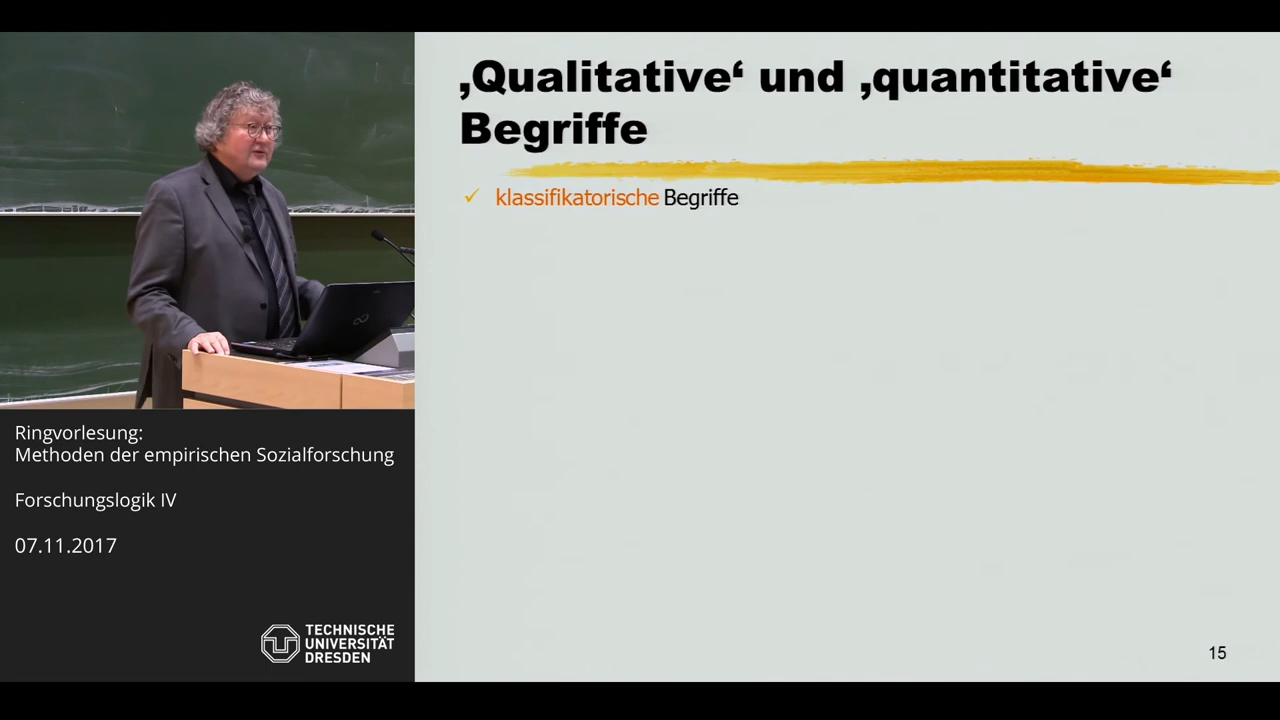 ‚Qualitative‘ und ‚quantitative‘
Begriffe
✓ klassifikatorische Begriffe
Ringvorlesung:
Methoden der empirischen Sozialforschung
Forschungslogik IV
07.11.2017
TECHNISCHE
UNIVERSITÄT
DRESDEN
15